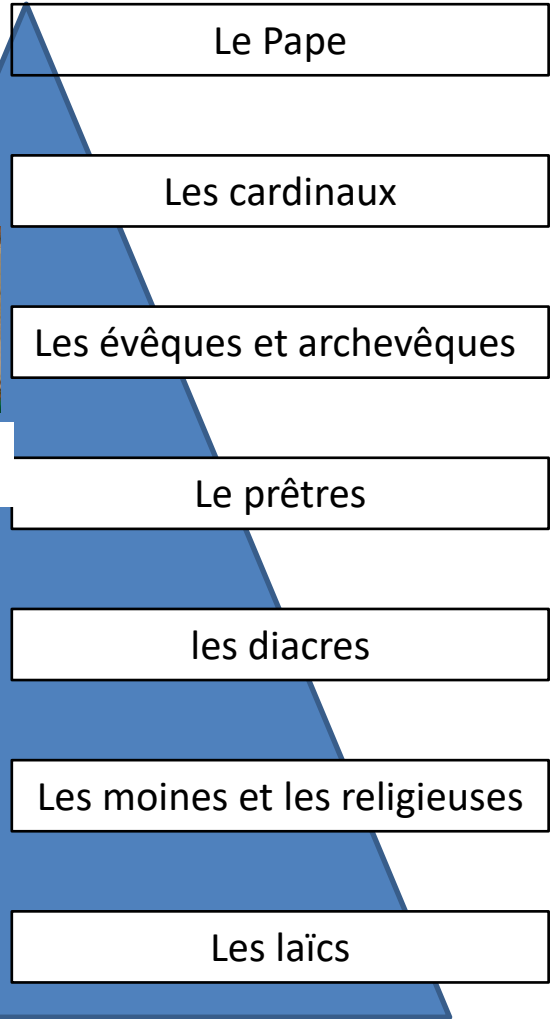 Le Pape
Les cardinaux
Les évêques et archevêques
Le prêtres
les diacres
Les moines et les religieuses
Les laïcs